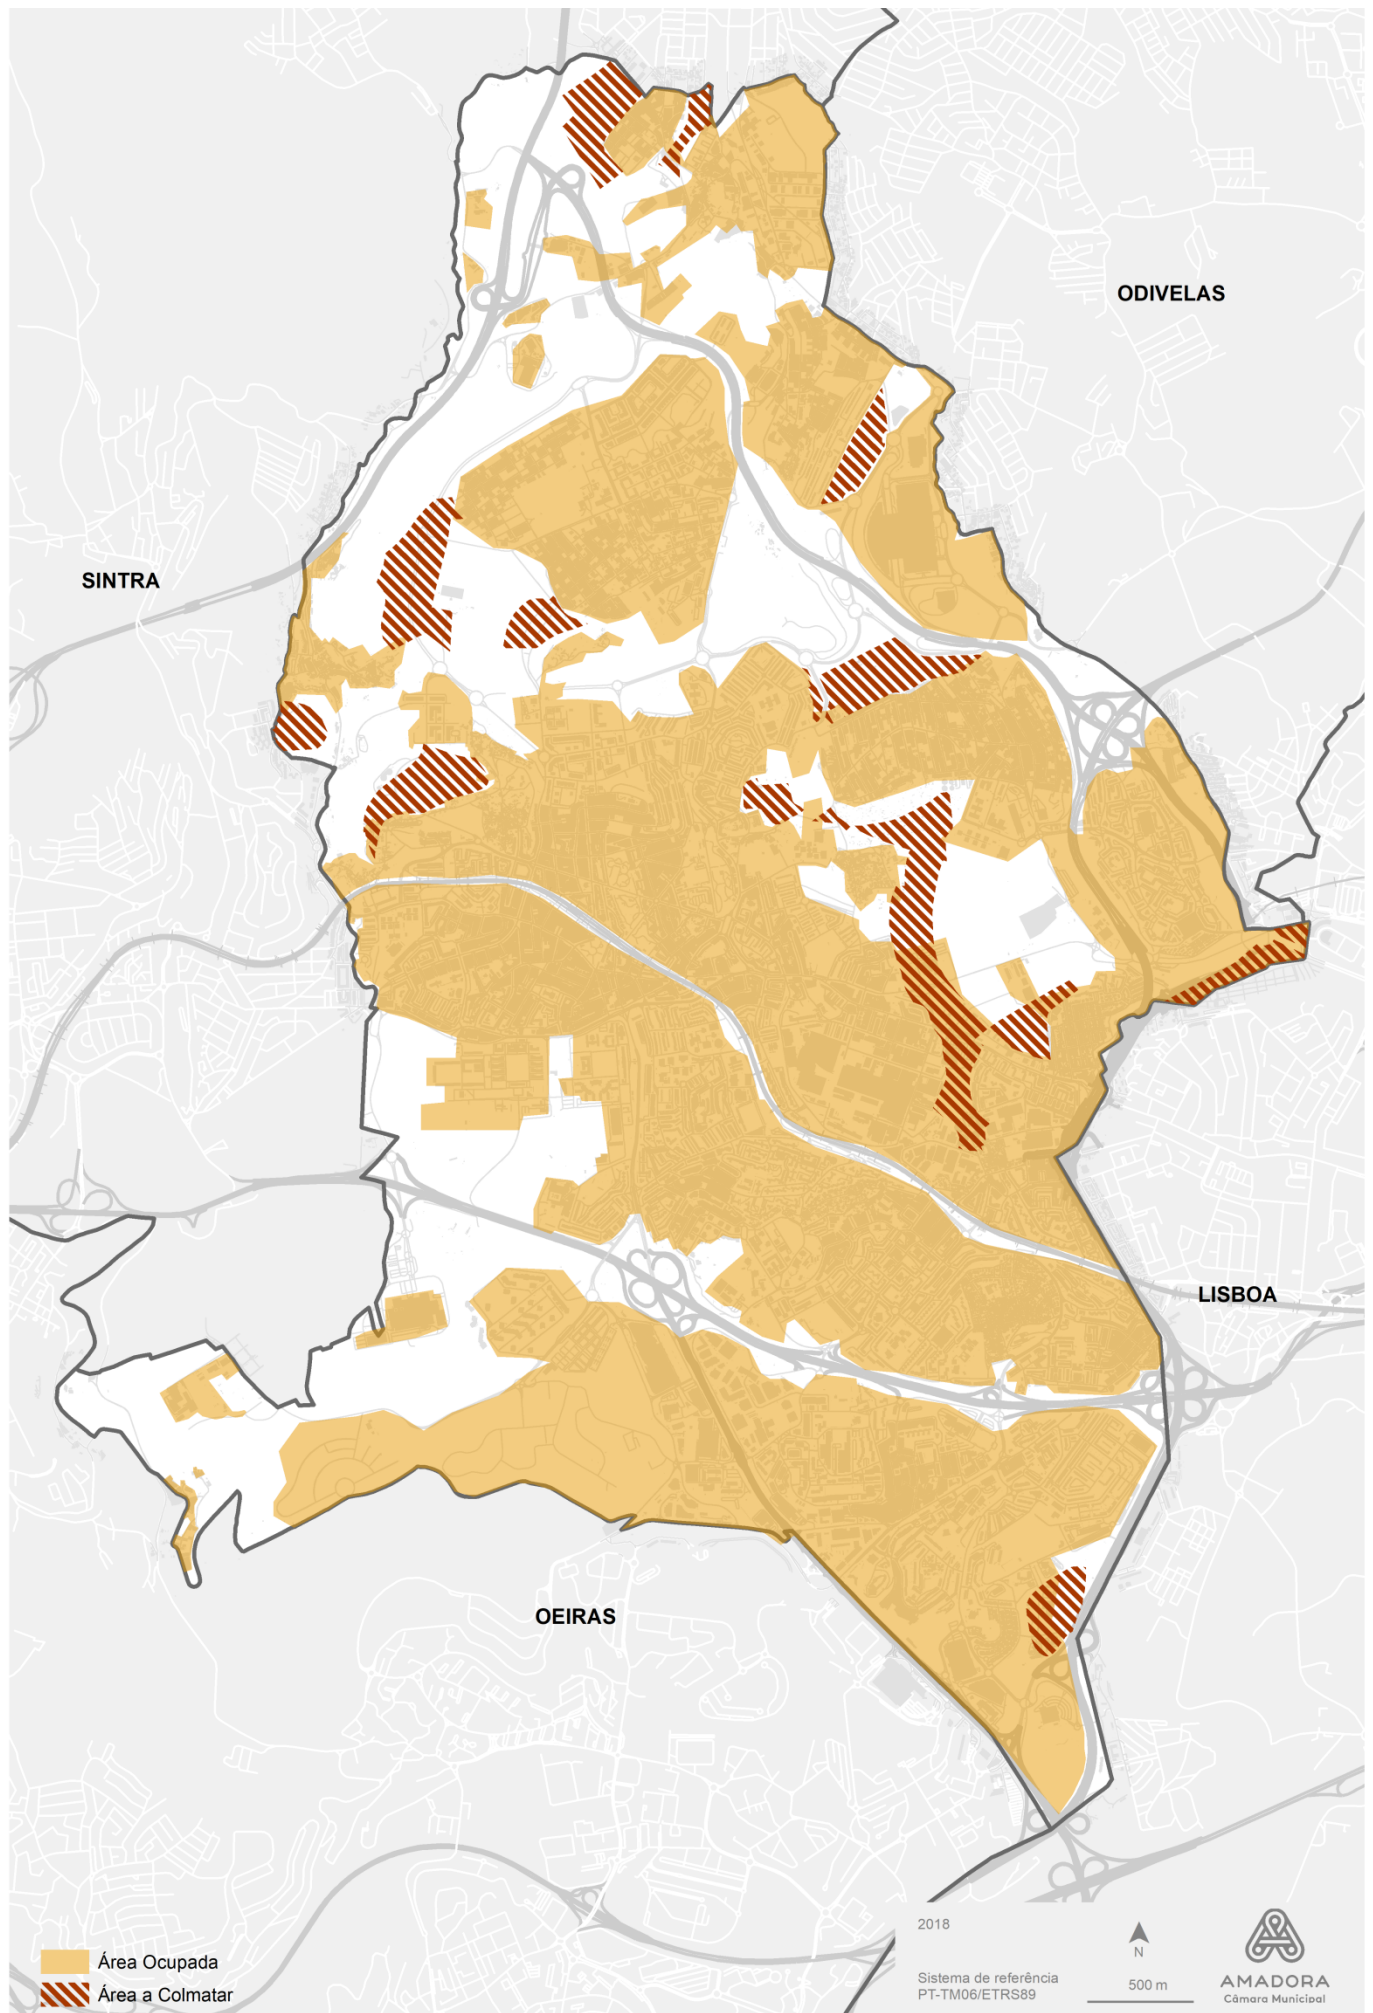 ODIVELAS
SINTRA
LISBOA
OEIRAS
Área Ocupada
Área a Colmatar
2018
Sistema de referência
PT-TM06/ETRS89
N
500 m
AMADORA
Câmara Municipal